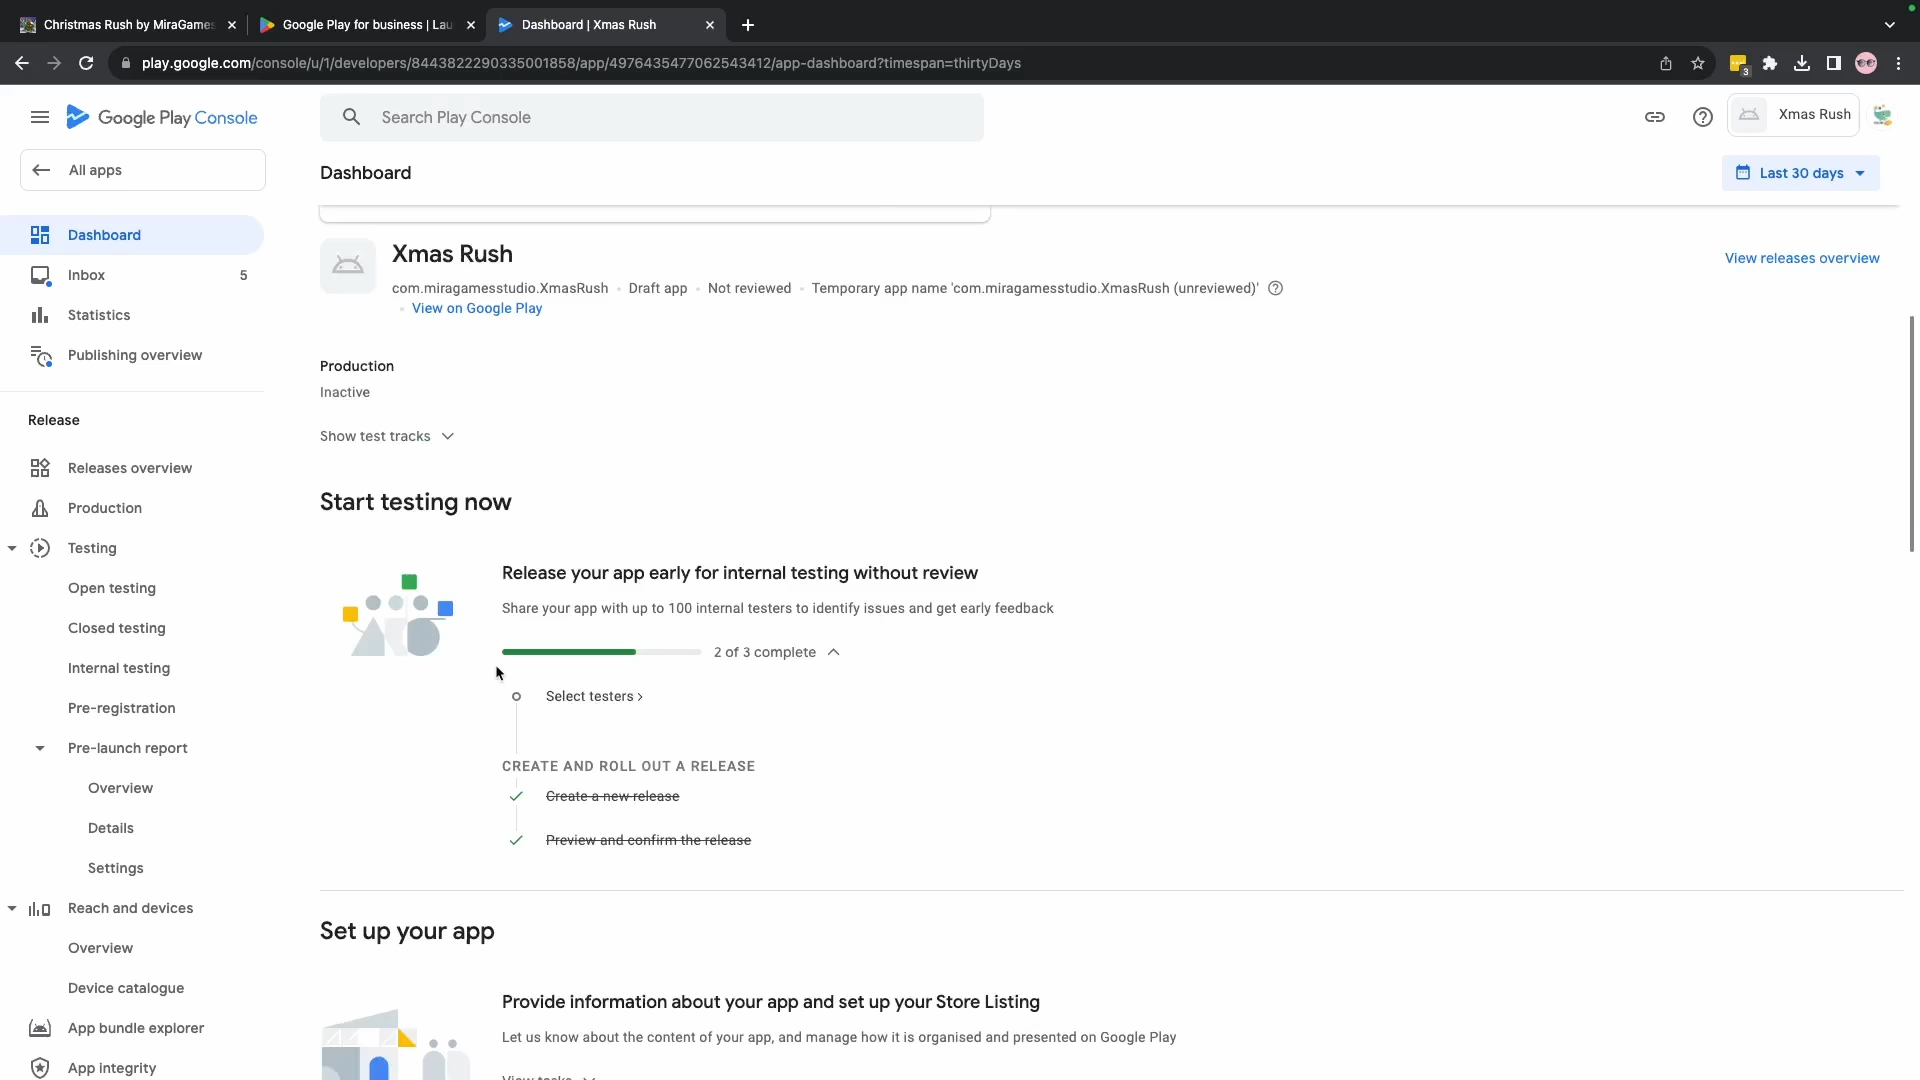 Christmas Rush by MiraGames
Google Play for business | Lau
Dashboard | Xmas Rush
play.google.com/console/u/1/developers/8443822290335001858/app/4976435477062543412/app-dashboard?timespan=thirtyDays
3
Google Play Console
Search Play Console
Xmas Rush
All apps
Dashboard
Last 30 days
Dashboard
Inbox 5
Statistics
Publishing overview
Release
Releases overview
Production
Testing
Open testing
Closed testing
Internal testing
Pre-registration
Pre-launch report
Overview
Details
Settings
Reach and devices
Overview
Device catalogue
App bundle explorer
App integrity
Xmas Rush
View releases overview
com.miragamesstudio.XmasRush • Draft app • Not reviewed • Temporary app name 'com.miragamesstudio.XmasRush (unreviewed)'
• View on Google Play
Production
Inactive
Show test tracks
Start testing now
Release your app early for internal testing without review
Share your app with up to 100 internal testers to identify issues and get early feedback
2 of 3 complete
Select testers ›
CREATE AND ROLL OUT A RELEASE
Create a new release
Preview and confirm the release
Set up your app
Provide information about your app and set up your Store Listing
Let us know about the content of your app, and manage how it is organised and presented on Google Play
View tasks